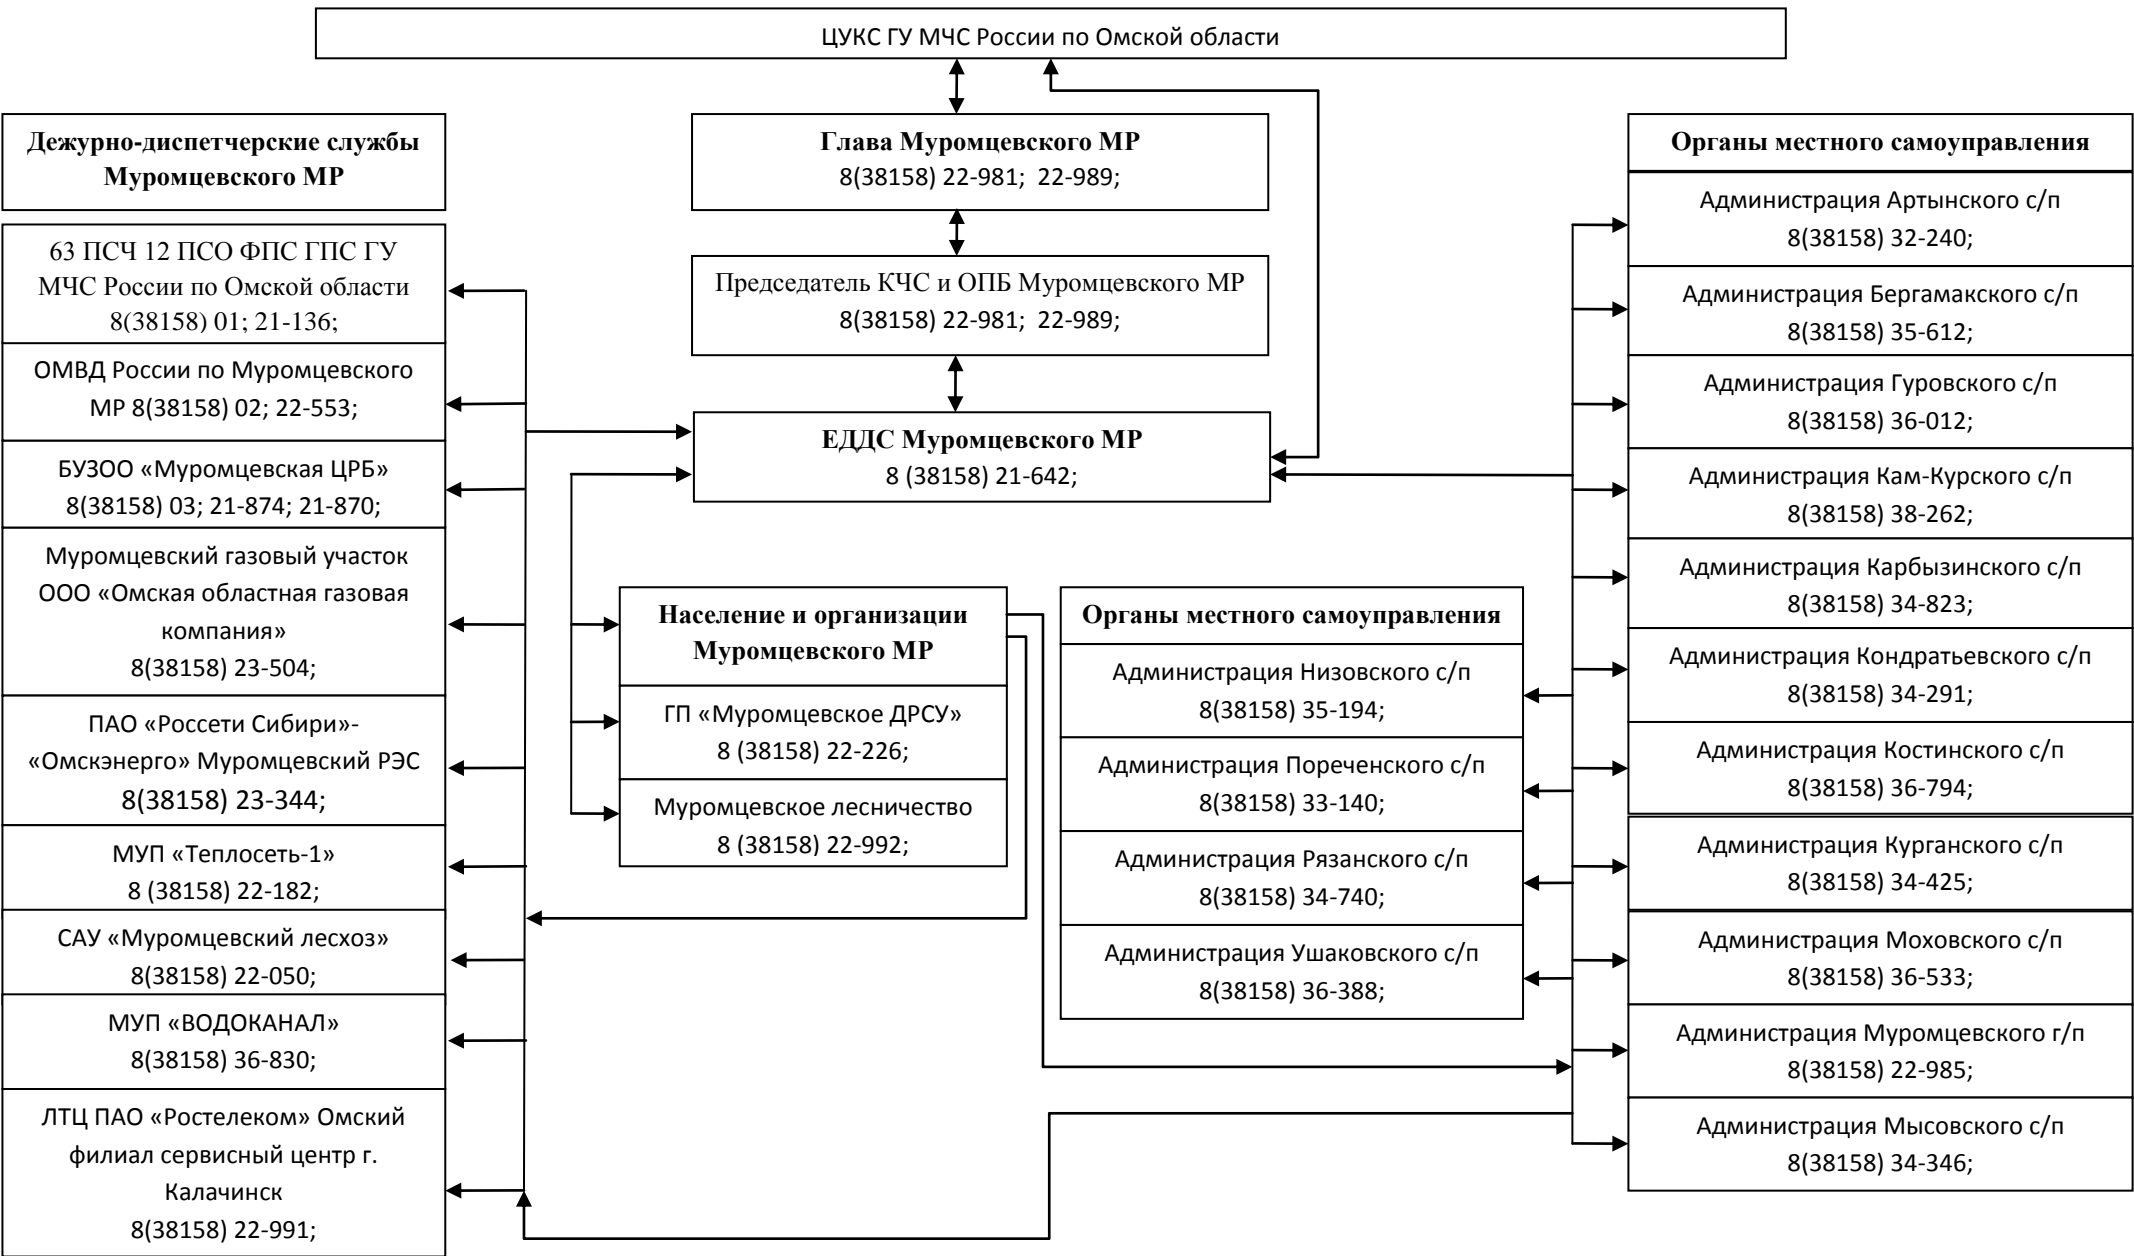 ЦУКС ГУ МЧС России по Омской области
Дежурно-диспетчерские службы
Муромцевского МР
63 ПСЧ 12 ПСО ФПС ГПС ГУ
МЧС России по Омской области
8(38158) 01; 21-136;
ОМВД России по Муромцевского
МР 8(38158) 02; 22-553;
БУЗОО «Муромцевская ЦРБ»
8(38158) 03; 21-874; 21-870;
Муромцевский газовый участок
ООО «Омская областная газовая
компания»
8(38158) 23-504;
ПАО «Россети Сибири»-
«Омскэнерго» Муромцевский РЭС
8(38158) 23-344;
МУП «Теплосеть-1»
8 (38158) 22-182;
САУ «Муромцевский лесхоз»
8(38158) 22-050;
МУП «ВОДОКАНАЛ»
8(38158) 36-830;
ЛТЦ ПАО «Ростелеком» Омский
филиал сервисный центр г.
Калачинск
8(38158) 22-991;
Глава Муромцевского МР
8(38158) 22-981; 22-989;
Председатель КЧС и ОПБ Муромцевского МР
8(38158) 22-981; 22-989;
ЕДДС Муромцевского МР
8 (38158) 21-642;
Население и организации
Муромцевского МР
ГП «Муромцевское ДРСУ»
8 (38158) 22-226;
Муромцевское лесничество
8 (38158) 22-992;
Органы местного самоуправления
Администрация Низовского с/п
8(38158) 35-194;
Администрация Пореченского с/п
8(38158) 33-140;
Администрация Рязанского с/п
8(38158) 34-740;
Администрация Ушаковского с/п
8(38158) 36-388;
Органы местного самоуправления
Администрация Артынского с/п
8(38158) 32-240;
Администрация Бергамакского с/п
8(38158) 35-612;
Администрация Гуровского с/п
8(38158) 36-012;
Администрация Кам-Курского с/п
8(38158) 38-262;
Администрация Карбызинского с/п
8(38158) 34-823;
Администрация Кондратьевского с/п
8(38158) 34-291;
Администрация Костинского с/п
8(38158) 36-794;
Администрация Курганского с/п
8(38158) 34-425;
Администрация Моховского с/п
8(38158) 36-533;
Администрация Муромцевского г/п
8(38158) 22-985;
Администрация Мысовского с/п
8(38158) 34-346;